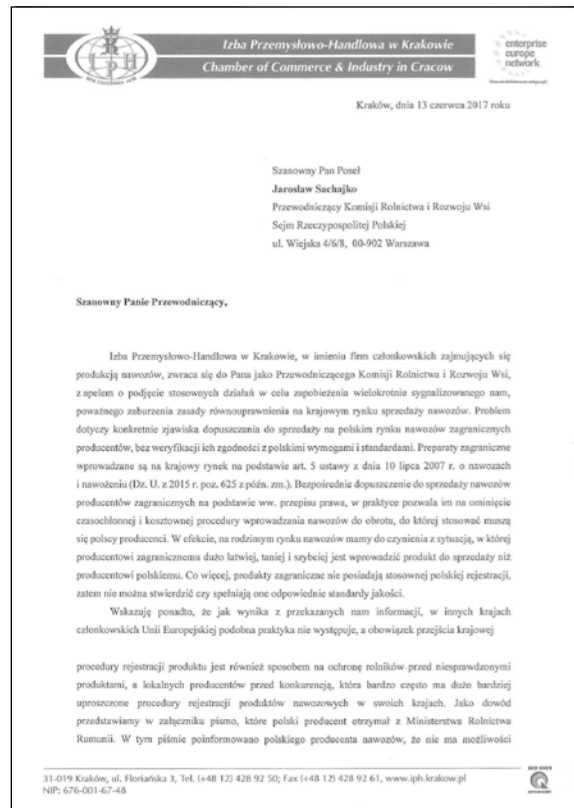 I B P H
ROK ZAŁOŻENIA 1850
Izba Przemysłowo-Handlowa w Krakowie
Chamber of Commerce & Industry in Cracow
enterprise
europe
network
Kraków, dnia 13 czerwca 2017 roku
Szanowny Pan Poseł
Jarosław Sachajko
Przewodniczący Komisji Rolnictwa i Rozwoju Wsi
Sejm Rzeczypospolitej Polskiej
ul. Wiejska 4/6/8, 00-902 Warszawa
Szanowny Panie Przewodniczący,
Izba Przemysłowo-Handlowa w Krakowie, w imieniu firm członkowskich zajmujących się
produkcją nawozów, zwraca się do Pana jako Przewodniczącego Komisji Rolnictwa i Rozwoju Wsi,
z apelem o podjęcie stosownych działań w celu zapobieżenia wielokrotnie sygnalizowanego nam,
poważnego zaburzenia zasady równouprawnienia na krajowym rynku sprzedaży nawozów. Problem
dotyczy konkretnie zjawiska dopuszczania do sprzedaży na polskim rynku nawozów zagranicznych
producentów, bez weryfikacji ich zgodności z polskimi wymogami i standardami. Preparaty zagraniczne
wprowadzane są na krajowy rynek na podstawie art. 5 ustawy z dnia 10 lipca 2007 r. o nawozach
i nawożeniu (Dz. U. z 2015 r. poz. 625 z późn. zm.). Bezpośrednie dopuszczenie do sprzedaży nawozów
producentów zagranicznych na podstawie ww. przepisu prawa, w praktyce pozwala im na ominięcie
czasochłonnej i kosztownej procedury wprowadzania nawozów do obrotu, do której stosować muszą
się polscy producenci. W efekcie, na rodzimym rynku nawozów mamy do czynienia z sytuacją, w której
producentowi zagranicznemu dużo łatwiej, taniej i szybciej jest wprowadzić produkt do sprzedaży niż
producentowi polskiemu. Co więcej, produkty zagraniczne nie posiadają stosownej polskiej rejestracji,
zatem nie można stwierdzić czy spełniają one odpowiednie standardy jakości.
Wskazuję ponadto, że jak wynika z przekazanych nam informacji, w innych krajach
członkowskich Unii Europejskiej podobna praktyka nie występuje, a obowiązek przejścia krajowej
procedury rejestracji produktu jest również sposobem na ochronę rolników przed niesprawdzonymi
produktami, a lokalnych producentów przed konkurencją, która bardzo często ma dużo bardziej
uproszczone procedury rejestracji produktów nawozowych w swoich krajach. Jako dowód
przedstawiamy w załączniku pismo, które polski producent otrzymał z Ministerstwa Rolnictwa
Rumunii. W tym piśmie poinformowano polskiego producenta nawozów, że nie ma możliwości
31-019 Kraków, ul. Floriańska 3, Tel. (+48 12) 428 92 50; Fax (+48 12) 428 92 61, www.iph.krakow.pl
NIP: 676-001-67-48